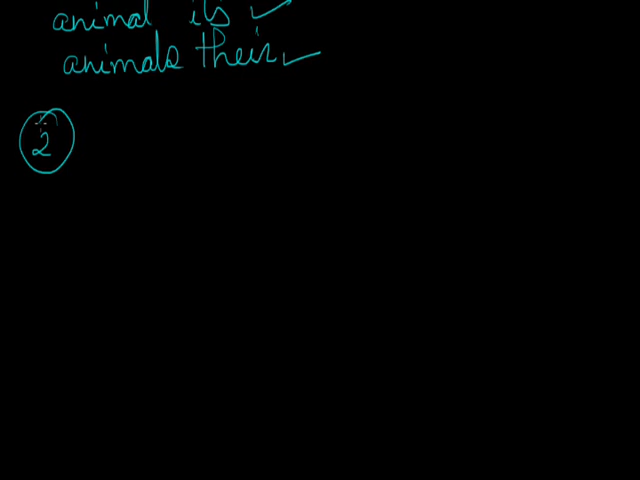 animal its ✓
animals their ✓
2